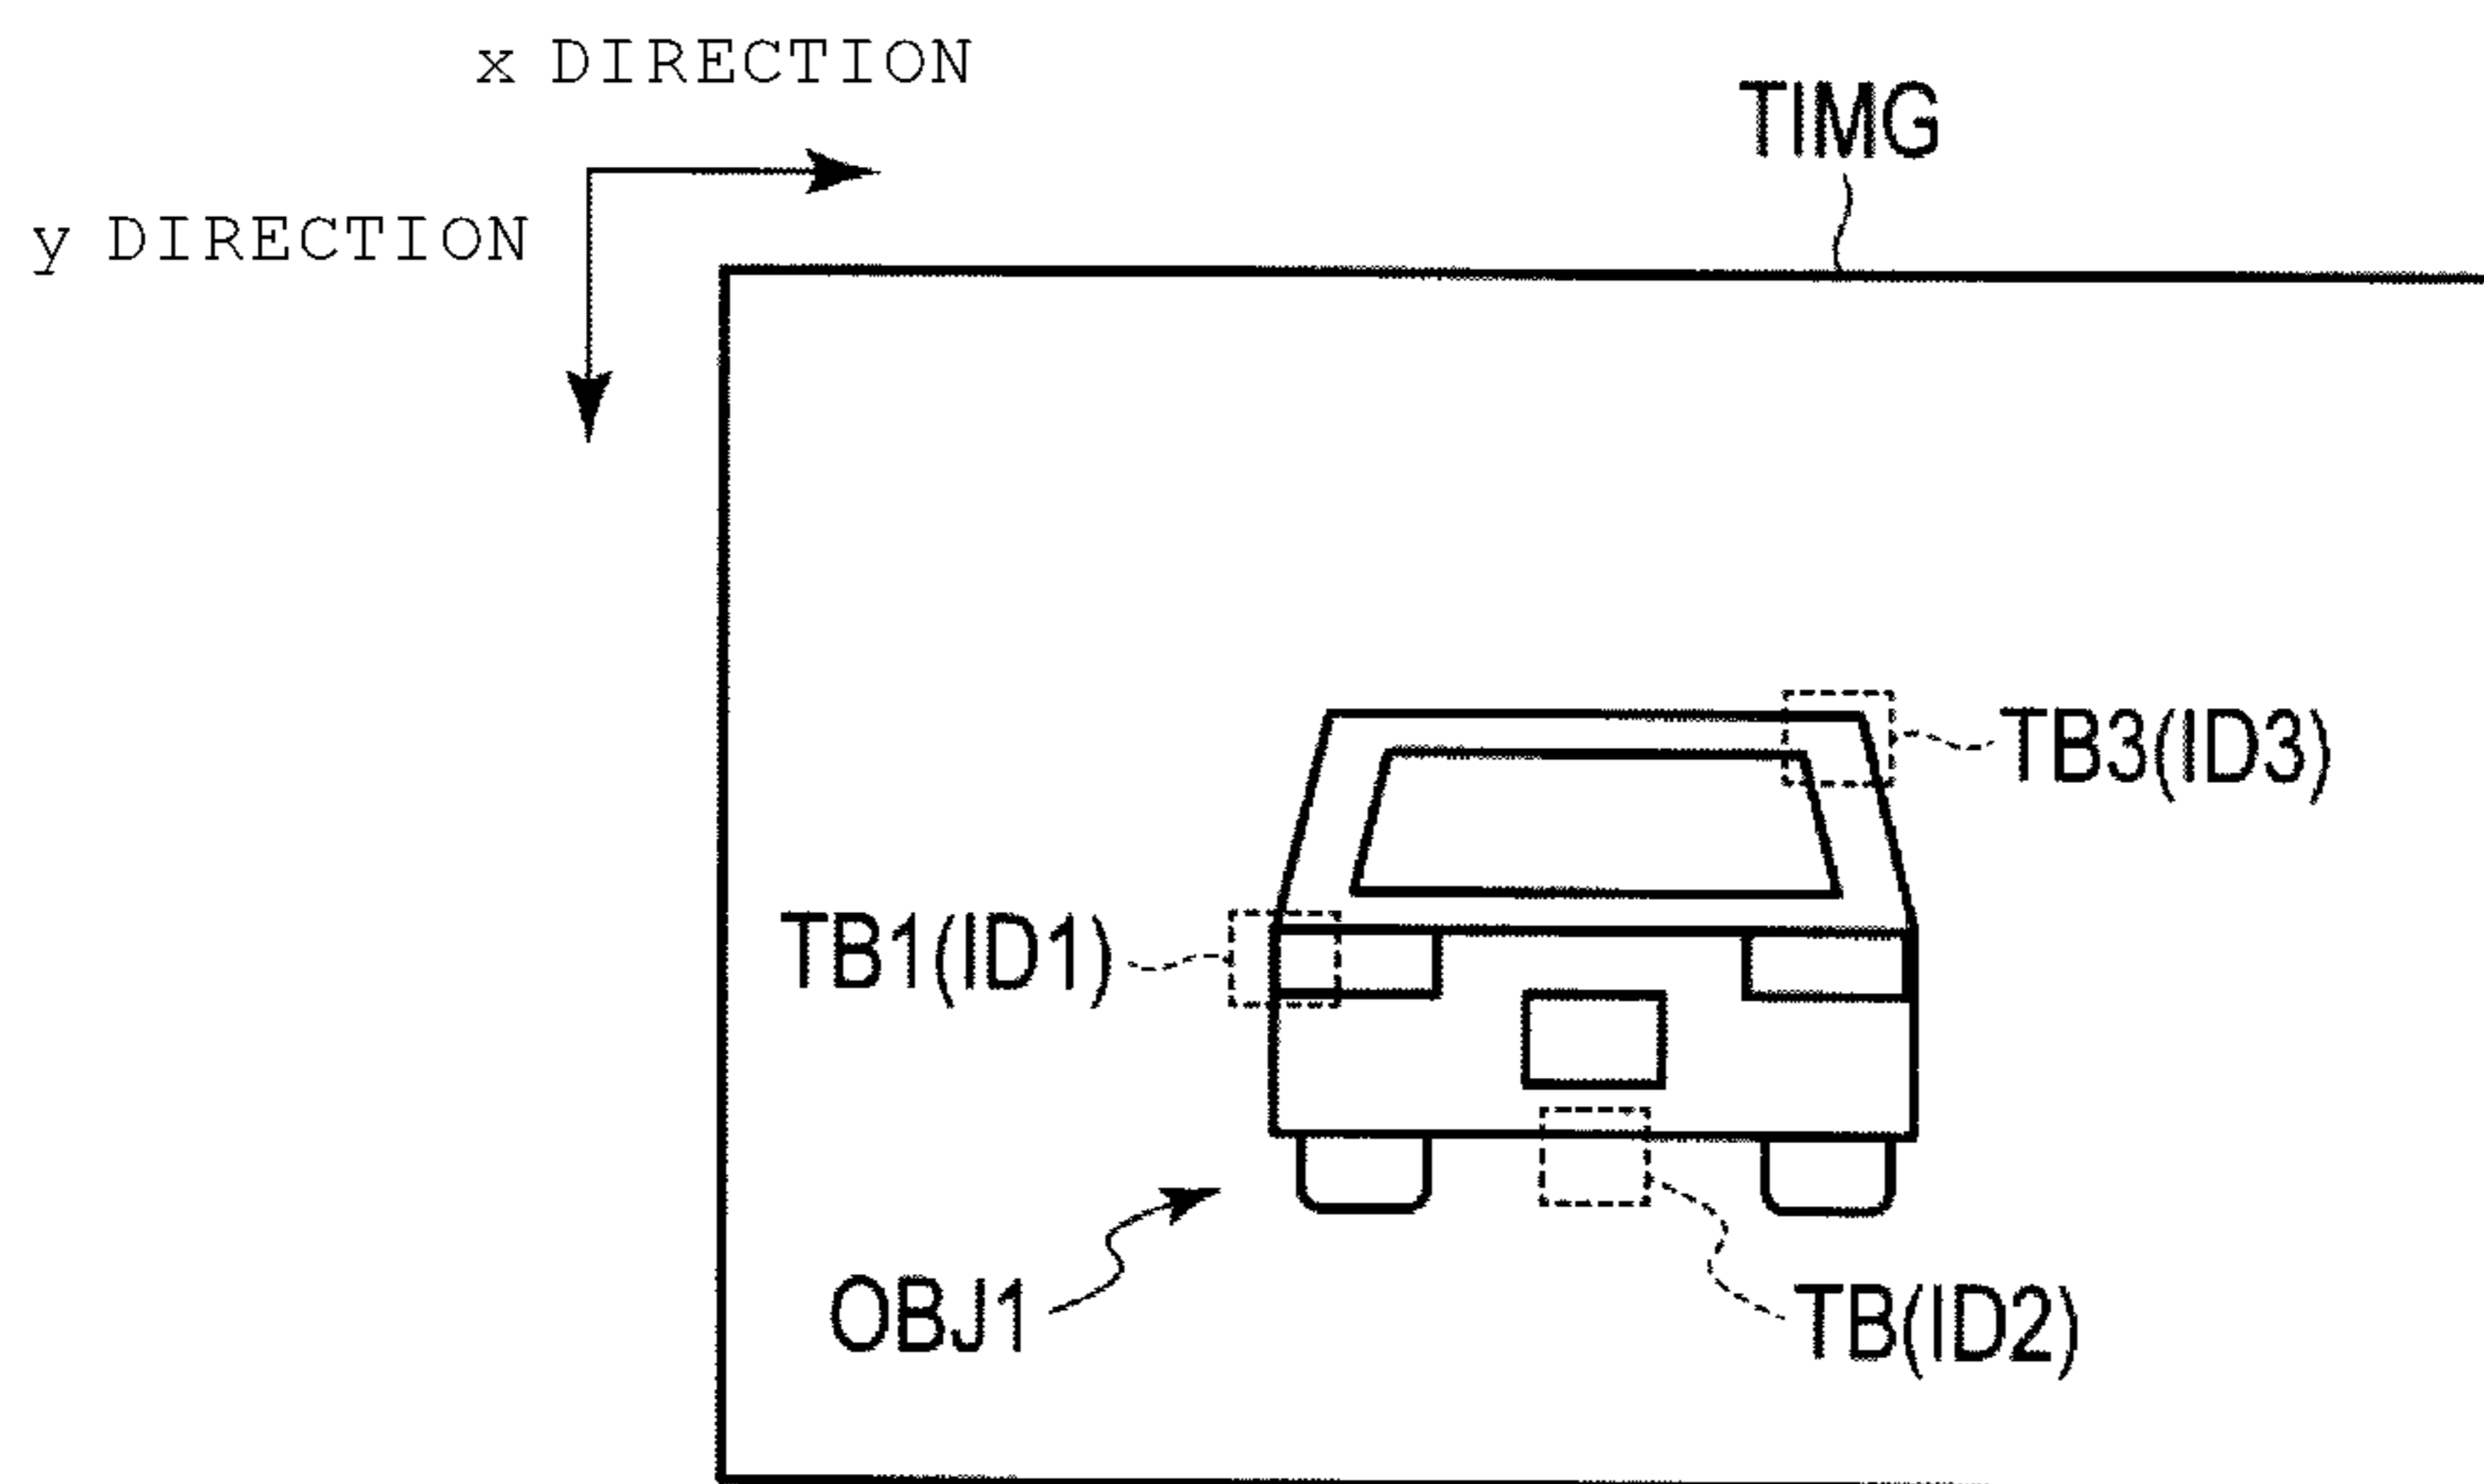 x DIRECTION
TIMG
y DIRECTION
TB3(ID3)
TB1(ID1)
OBJ1
TB(ID2)